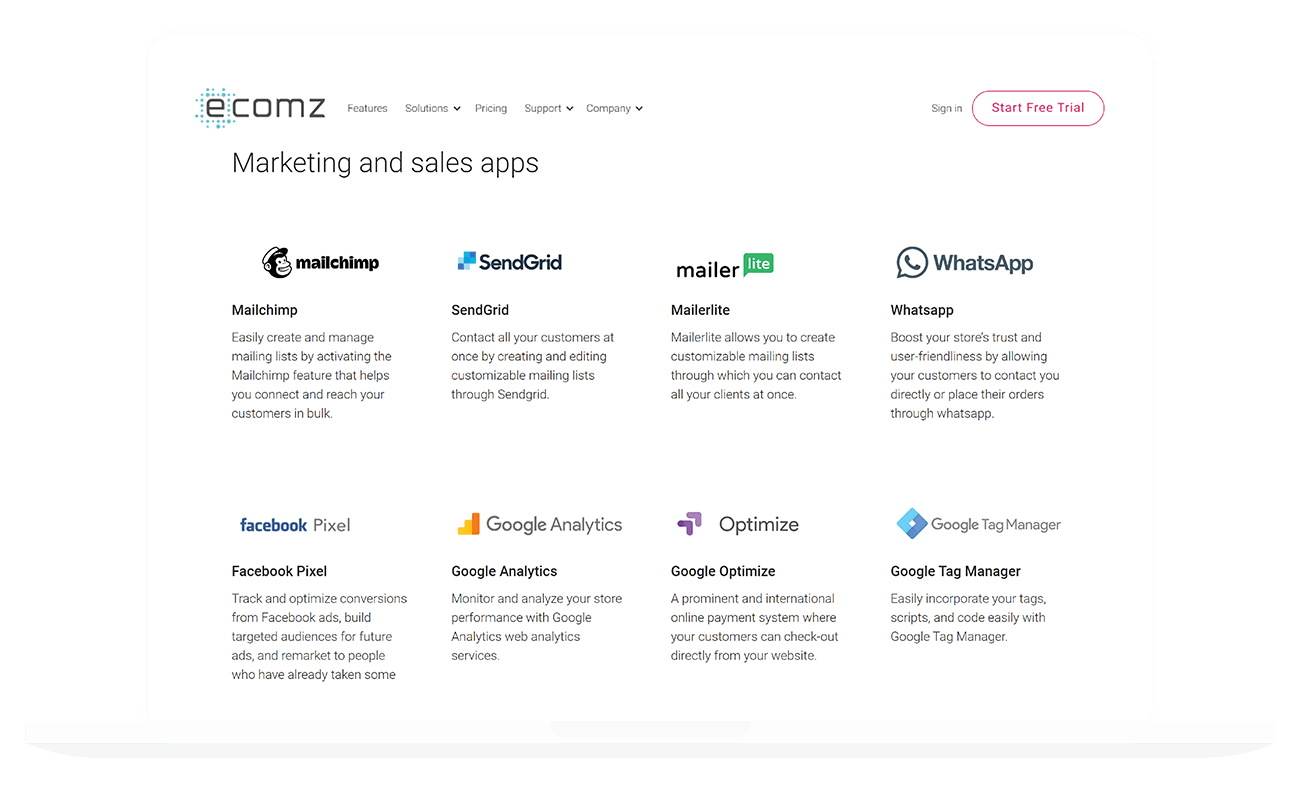 ecomz Features Solutions Pricing Support Company Sign in Start Free Trial
Marketing and sales apps
mailchimp
Mailchimp
Easily create and manage
mailing lists by activating the
Mailchimp feature that helps
you connect and reach your
customers in bulk.
SendGrid
SendGrid
Contact all your customers at
once by creating and editing
customizable mailing lists
through Sendgrid.
mailer lite
Mailerlite
Mailerlite allows you to create
customizable mailing lists
through which you can contact
all your clients at once.
WhatsApp
Whatsapp
Boost your store's trust and
user-friendliness by allowing
your customers to contact you
directly or place their orders
through whatsapp.
facebook Pixel
Facebook Pixel
Track and optimize conversions
from Facebook ads, build
targeted audiences for future
ads, and remarket to people
who have already taken some
Google Analytics
Google Analytics
Monitor and analyze your store
performance with Google
Analytics web analytics
services.
Optimize
Google Optimize
A prominent and international
online payment system where
your customers can check-out
directly from your website.
Google Tag Manager
Google Tag Manager
Easily incorporate your tags,
scripts, and code easily with
Google Tag Manager.